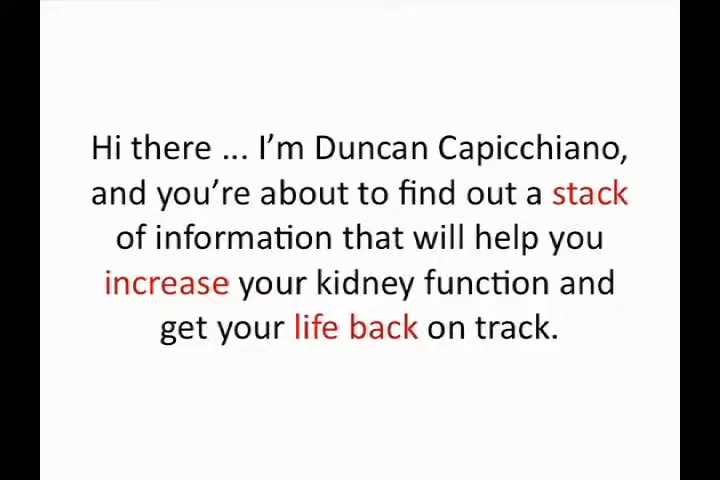 Hi there ... I'm Duncan Capicchiano,
and you're about to find out a stack
of information that will help you
increase your kidney function and
get your life back on track.